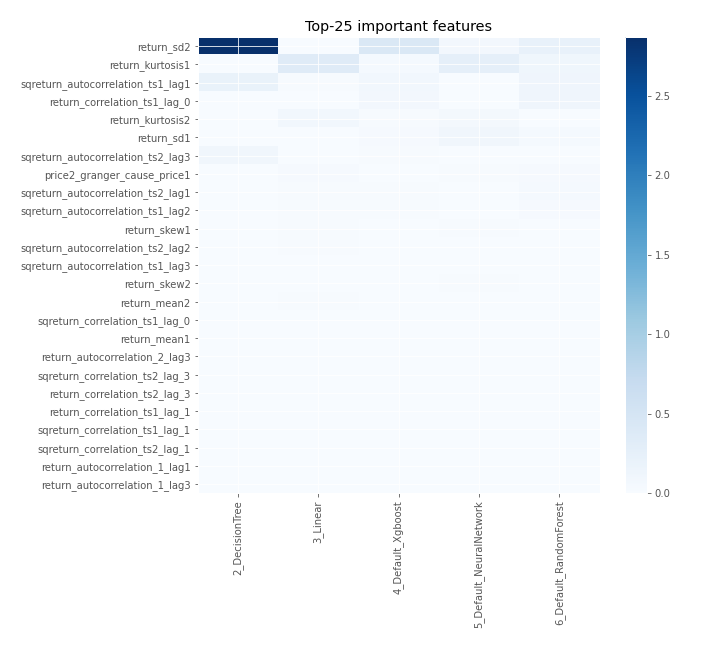 Top-25 important features
return_sd2
return_kurtosis1
sqreturn_autocorrelation_ts1_lag1
return_correlation_ts1_lag_0
return_kurtosis2
return_sd1
sqreturn_autocorrelation_ts2_lag3
price2_granger_cause_price1
sqreturn_autocorrelation_ts2_lag1
sqreturn_autocorrelation_ts1_lag2
return_skew1
sqreturn_autocorrelation_ts2_lag2
sqreturn_autocorrelation_ts1_lag3
return_skew2
return_mean2
sqreturn_correlation_ts1_lag_0
return_mean1
return_autocorrelation_2_lag3
sqreturn_correlation_ts2_lag_3
return_correlation_ts2_lag_3
return_correlation_ts1_lag_1
sqreturn_correlation_ts1_lag_1
sqreturn_correlation_ts2_lag_1
return_autocorrelation_1_lag1
return_autocorrelation_1_lag3
2_DecisionTree
3_Linear
4_Default_Xgboost
5_Default_NeuralNetwork
6_Default_RandomForest
2.5
2.0
1.5
1.0
0.5
0.0